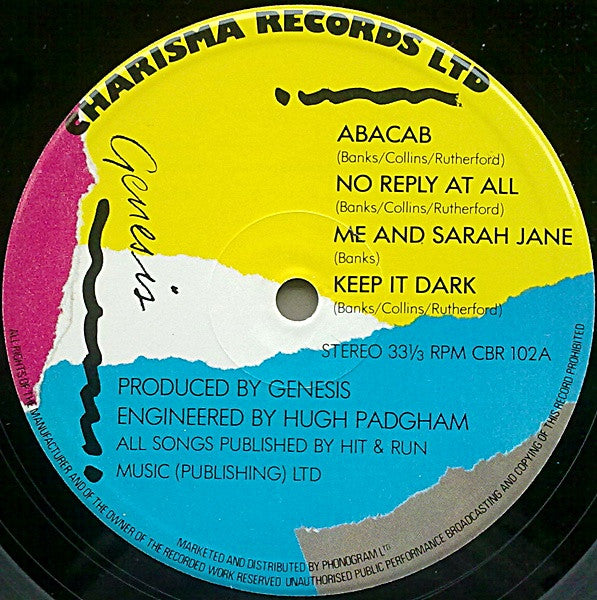 CHARISMA RECORDS LTD
Genesis
ABACAB
(Banks/Collins/Rutherford)
NO REPLY AT ALL
(Banks/Collins/Rutherford)
ME AND SARAH JANE
(Banks)
KEEP IT DARK
(Banks/Collins/Rutherford)
STEREO 33⅓ RPM CBR 102A
PRODUCED BY GENESIS
ENGINEERED BY HUGH PADGHAM
ALL SONGS PUBLISHED BY HIT & RUN
MUSIC (PUBLISHING) LTD
MARKETED AND DISTRIBUTED BY PHONOGRAM LTD
ALL RIGHTS OF THE MANUFACTURER AND OF THE OWNER OF THE RECORDED WORK RESERVED. UNAUTHORISED PUBLIC PERFORMANCE BROADCASTING AND COPYING OF THIS RECORD PROHIBITED